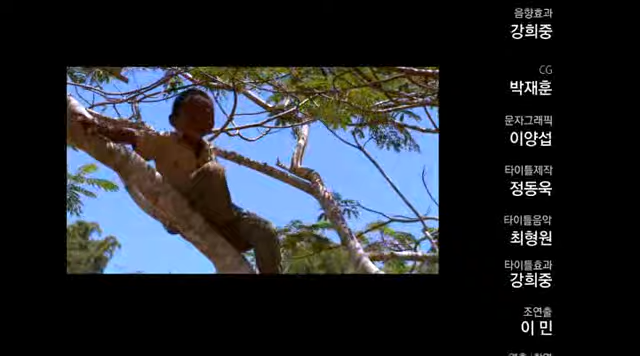 음향효과
강희중
CG
박재훈
문자그래픽
이양섭
타이틀제작
정동욱
타이틀음악
최형원
타이틀효과
강희중
조연출
이 민